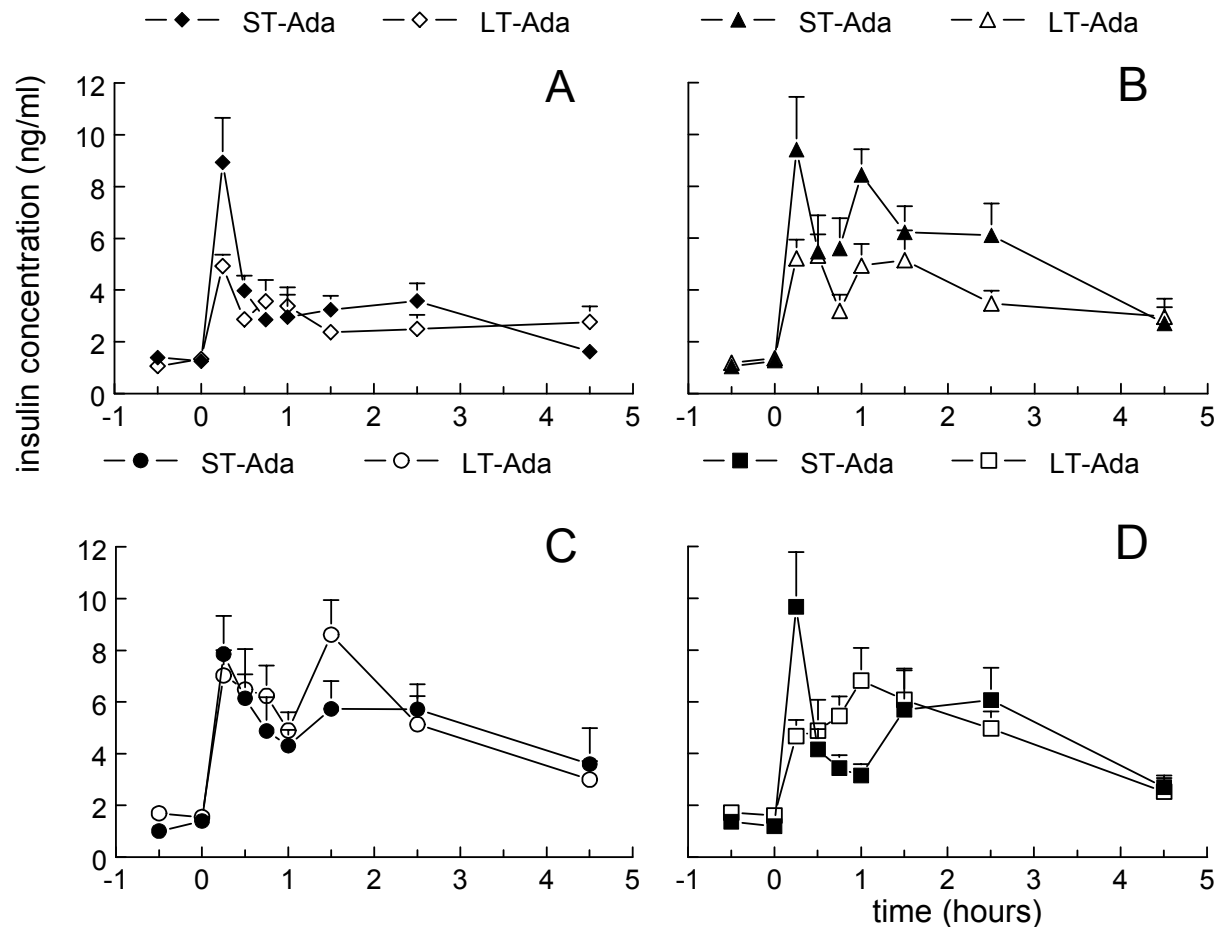 ST-Ada LT-Ada ST-Ada LT-Ada
insulin concentration (ng/ml)
A B
12
10
8
6
4
2
0
-1 0 1 2 3 4 5 -1 0 1 2 3 4 5
ST-Ada LT-Ada ST-Ada LT-Ada
C D
12
10
8
6
4
2
0
-1 0 1 2 3 4 5 -1 0 1 2 3 4 5
time (hours)